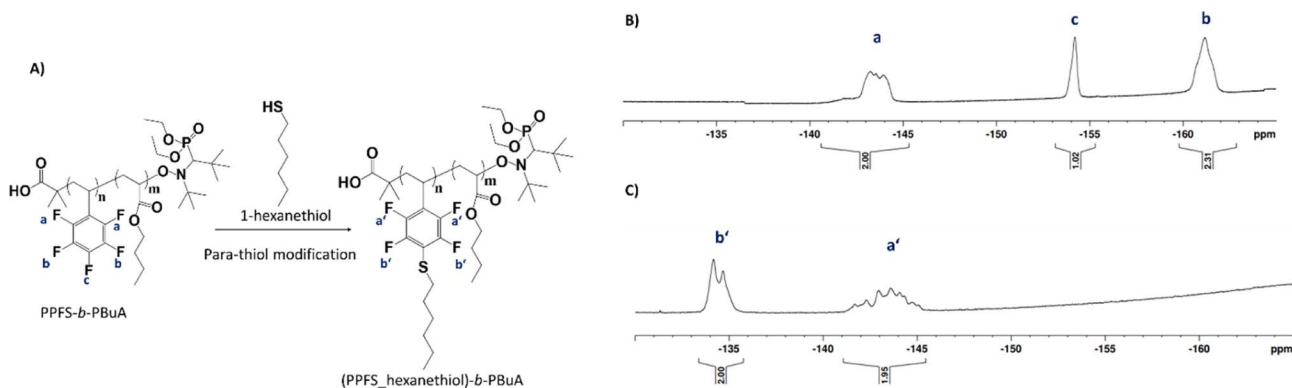 A)
HS
1-hexanethiol
Para-thiol modification
O
O
P
O
O
N
HO
O
n
m
O
O
a
F
F
a
b
F
F
b
F
c
PPFS-b-PBuA
O
O
P
O
O
N
HO
O
n
m
O
O
a‘
F
F
a‘
b‘
F
F
b‘
S
(PPFS_hexanethiol)-b-PBuA
B)
a
c
b
-135 -140 -145 -150 -155 -160 ppm
2.00 1.02 2.31
C)
b‘
a‘
-135 -140 -145 -150 -155 -160 ppm
2.00 1.95